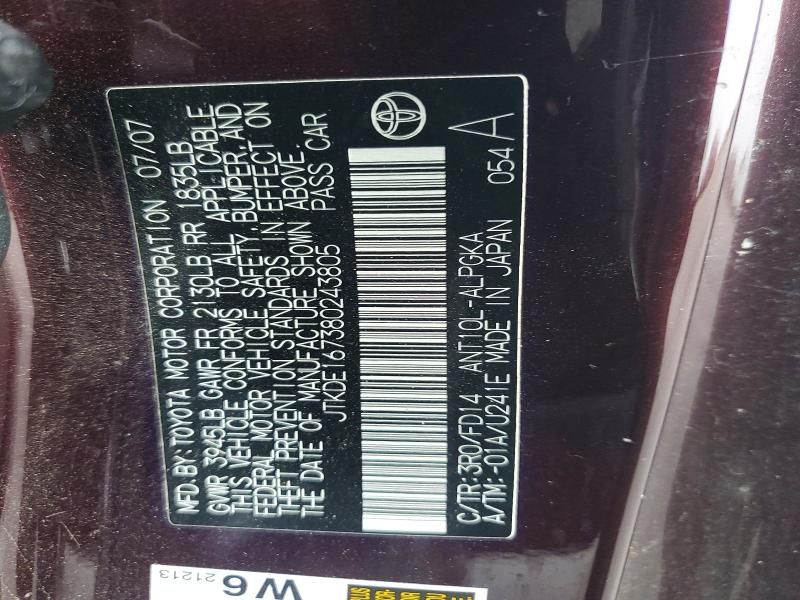 MFD. BY: TOYOTA MOTOR CORPORATION 07/07
GVWR 3945LB GAWR FR 2130LB RR 1835LB
THIS VEHICLE CONFORMS TO ALL APPLICABLE
FEDERAL MOTOR VEHICLE SAFETY, BUMPER, AND
THEFT PREVENTION STANDARDS IN EFFECT ON
THE DATE OF MANUFACTURE SHOWN ABOVE.
JTKDE167380243805 PASS CAR
C/TR: 3R0/FD14 ANT10L-ALPGKA
A/TM: -01A/U241E MADE IN JAPAN 054 A
W6
21213